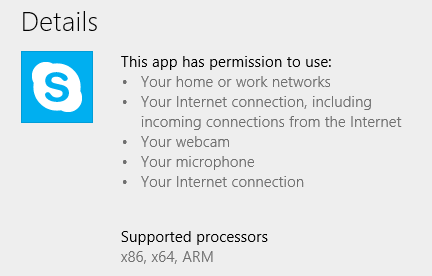 Details
S
This app has permission to use:
• Your home or work networks
• Your Internet connection, including
incoming connections from the Internet
• Your webcam
• Your microphone
• Your Internet connection
Supported processors
x86, x64, ARM